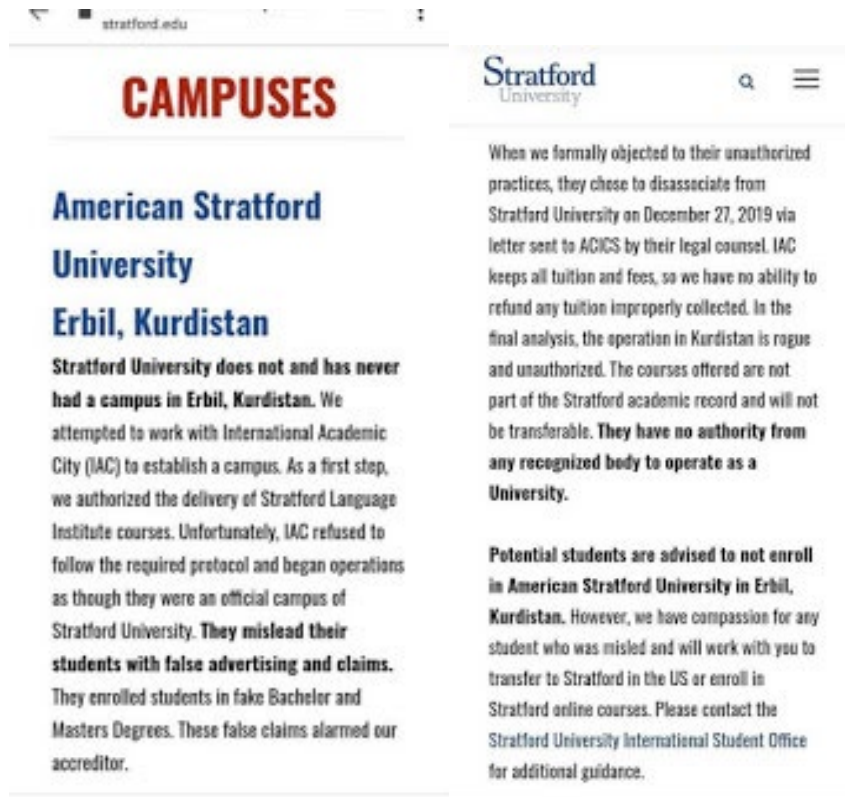 stratford.edu
CAMPUSES
American Stratford
University
Erbil, Kurdistan
Stratford University does not and has never
had a campus in Erbil, Kurdistan. We
attempted to work with International Academic
City (IAC) to establish a campus. As a first step,
we authorized the delivery of Stratford Language
Institute courses. Unfortunately, IAC refused to
follow the required protocol and began operations
as though they were an official campus of
Stratford University. They mislead their
students with false advertising and claims.
They enrolled students in fake Bachelor and
Masters Degrees. These false claims alarmed our
accreditor.
Stratford
University
When we formally objected to their unauthorized
practices, they chose to disassociate from
Stratford University on December 27, 2019 via
letter sent to ACICS by their legal counsel. IAC
keeps all tuition and fees, so we have no ability to
refund any tuition improperly collected. In the
final analysis, the operation in Kurdistan is rogue
and unauthorized. The courses offered are not
part of the Stratford academic record and will not
be transferable. They have no authority from
any recognized body to operate as a
University.
Potential students are advised to not enroll
in American Stratford University in Erbil,
Kurdistan. However, we have compassion for any
student who was misled and will work with you to
transfer to Stratford in the US or enroll in
Stratford online courses. Please contact the
Stratford University International Student Office
for additional guidance.